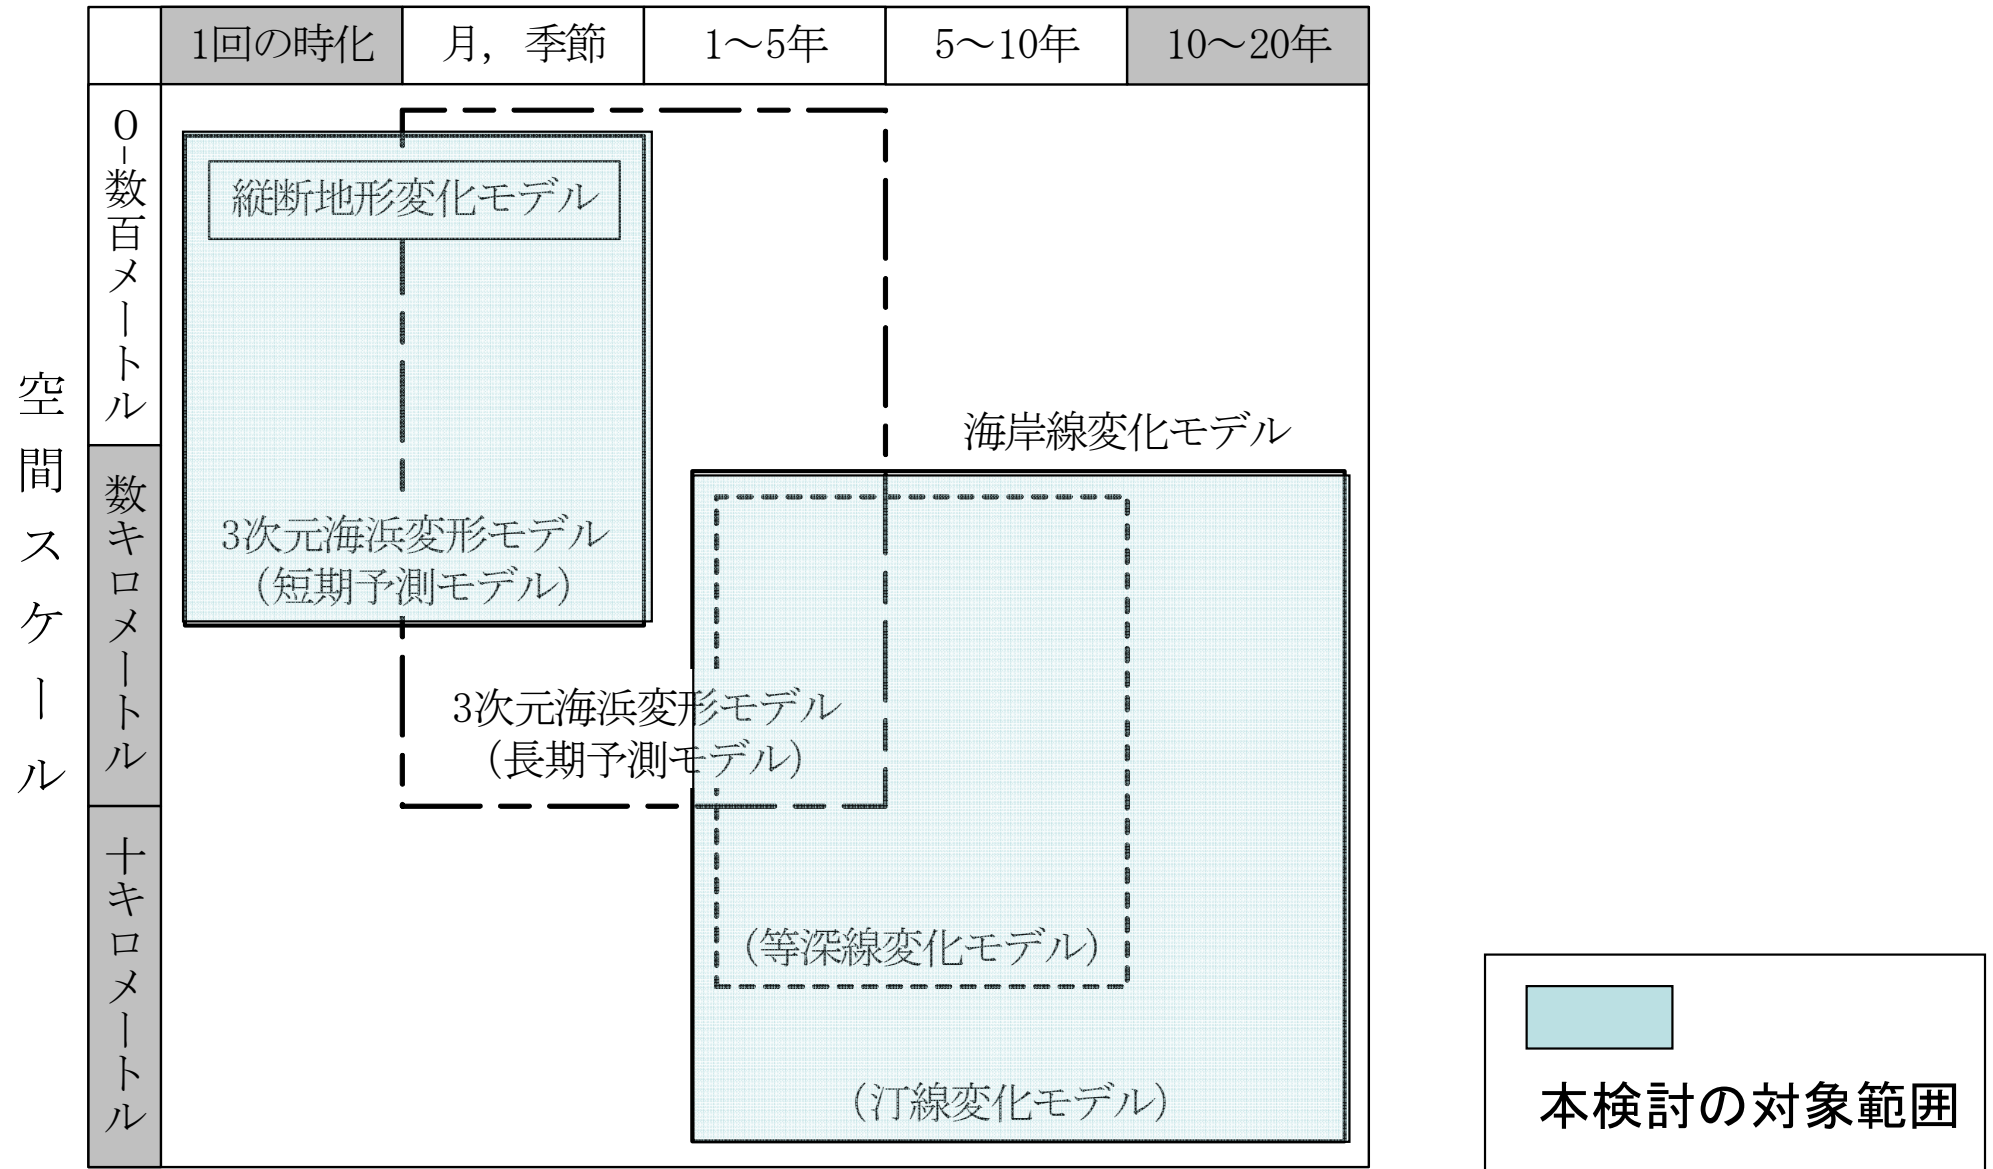 1回の時化
月, 季節
1～5年
5～10年
10～20年
空間スケール
0-数百メートル
数キロメートル
十キロメートル
縦断地形変化モデル
3次元海浜変形モデル
(短期予測モデル)
海岸線変化モデル
3次元海浜変形モデル
(長期予測モデル)
(等深線変化モデル)
(汀線変化モデル)
本検討の対象範囲